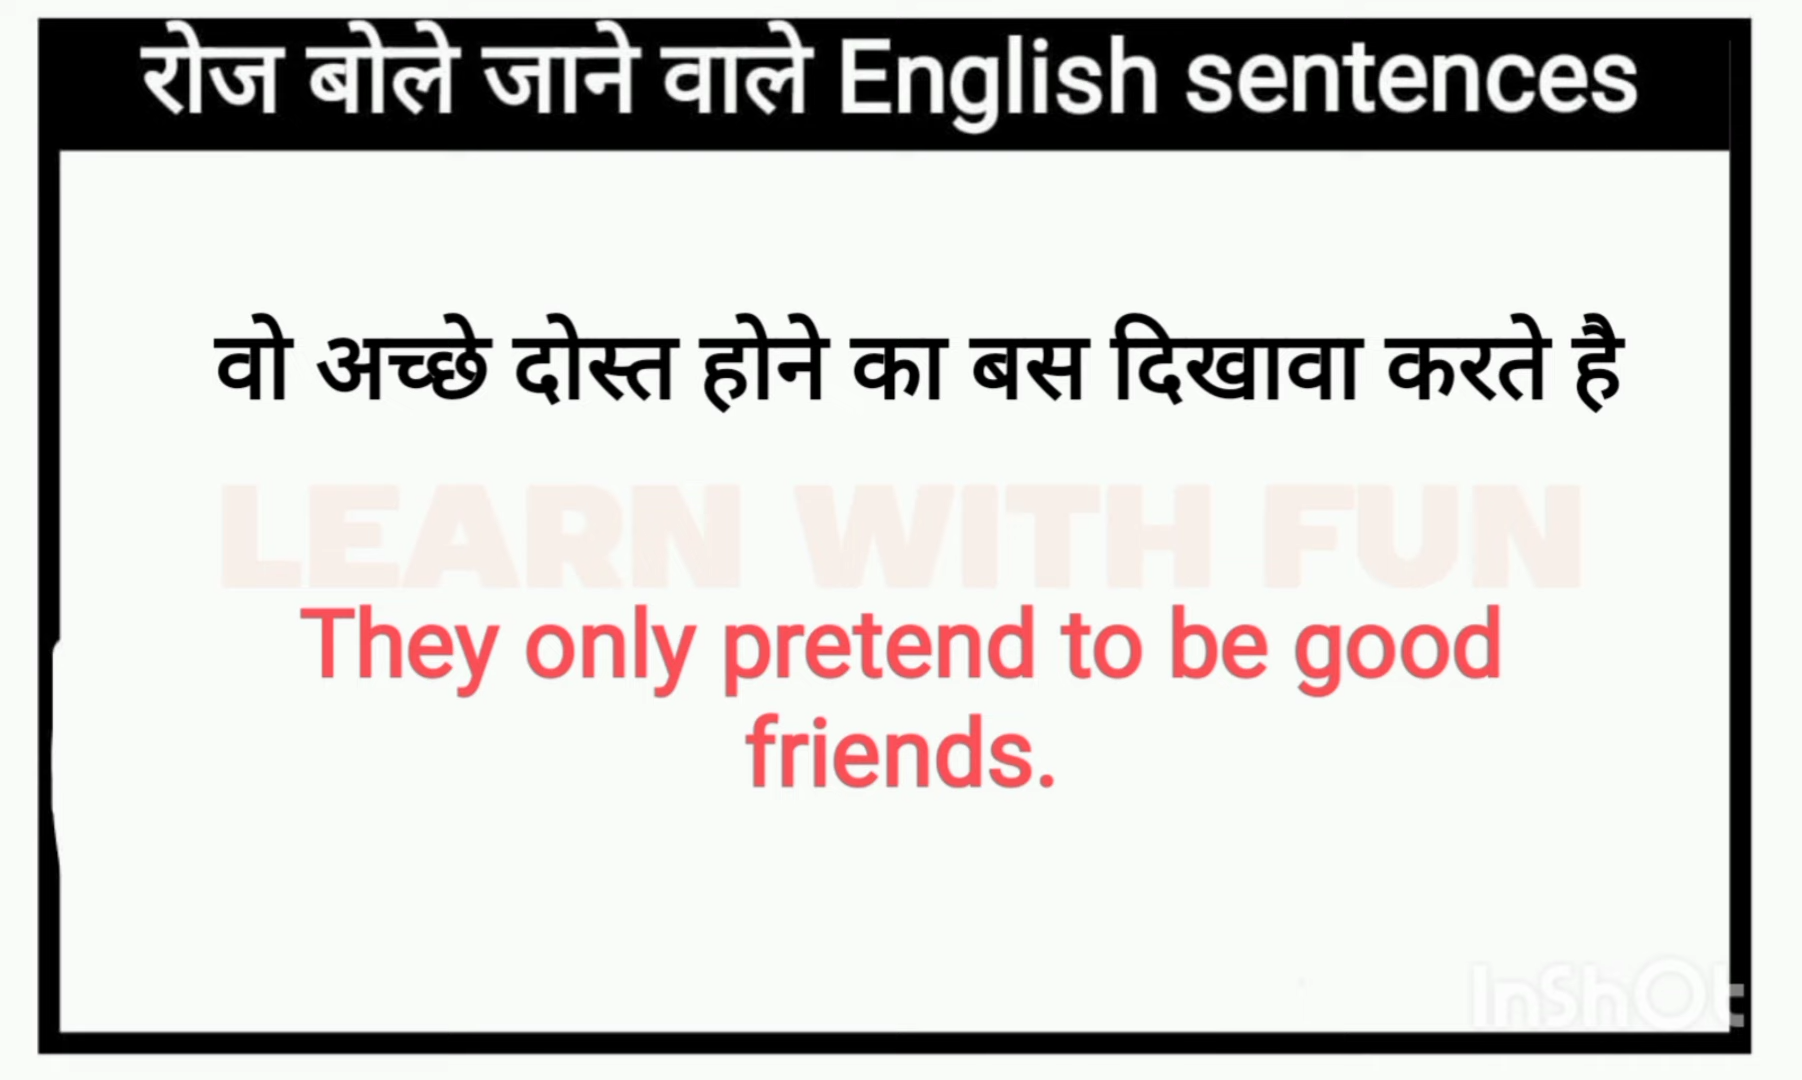 रोज बोले जाने वाले English sentences
वो अच्छे दोस्त होने का बस दिखावा करते है
LEARN WITH FUN
They only pretend to be good
friends.
InShOt